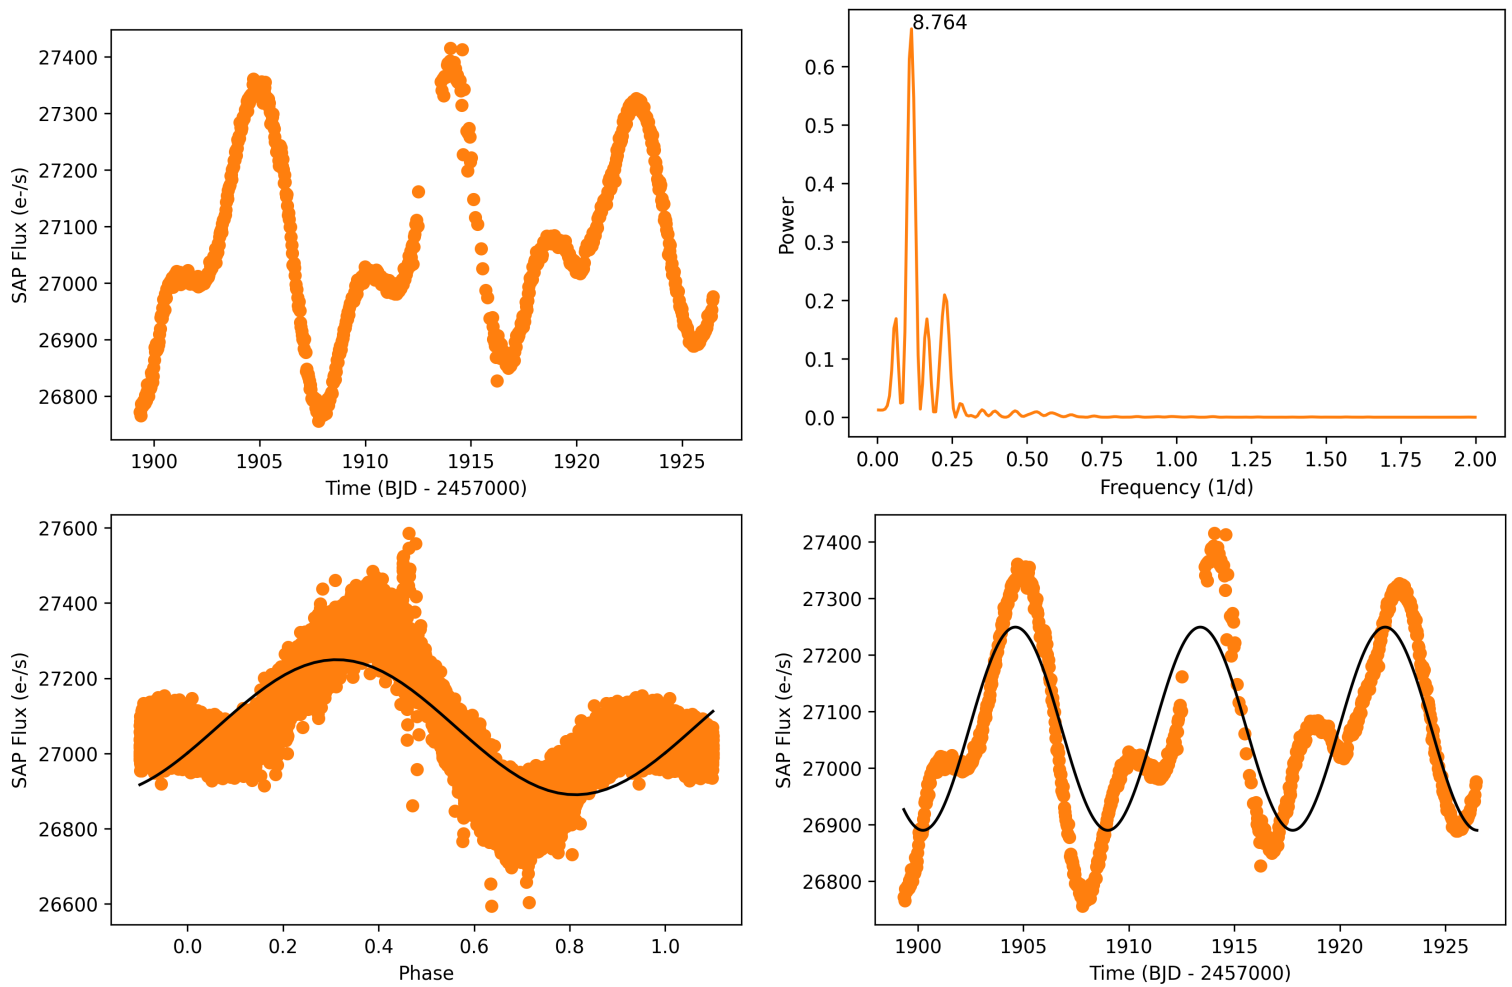 27400
27300
27200
27100
27000
26900
26800
SAP Flux (e-/s)
1900 1905 1910 1915 1920 1925
Time (BJD - 2457000)
8.764
0.6
0.5
0.4
0.3
0.2
0.1
0.0
Power
0.00 0.25 0.50 0.75 1.00 1.25 1.50 1.75 2.00
Frequency (1/d)
27600
27400
27200
27000
26800
26600
SAP Flux (e-/s)
0.0 0.2 0.4 0.6 0.8 1.0
Phase
27400
27300
27200
27100
27000
26900
26800
SAP Flux (e-/s)
1900 1905 1910 1915 1920 1925
Time (BJD - 2457000)